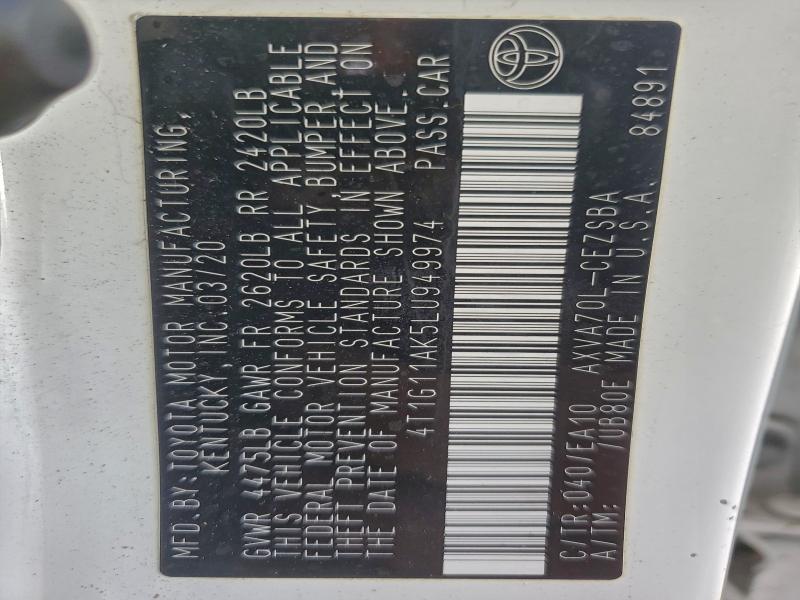 MFD. BY: TOYOTA MOTOR MANUFACTURING,
KENTUCKY, INC. 03/20
GVWR 4475LB GAWR FR 2620LB RR 2420LB
THIS VEHICLE CONFORMS TO ALL APPLICABLE
FEDERAL MOTOR VEHICLE SAFETY, BUMPER, AND
THEFT PREVENTION STANDARDS IN EFFECT ON
THE DATE OF MANUFACTURE SHOWN ABOVE.
4T1G11AK5LU949974 PASS. CAR
C/TR: 040/EA10 AXVA70L-CEZSBA
A/TM: /UB80E MADE IN U.S.A. 84891